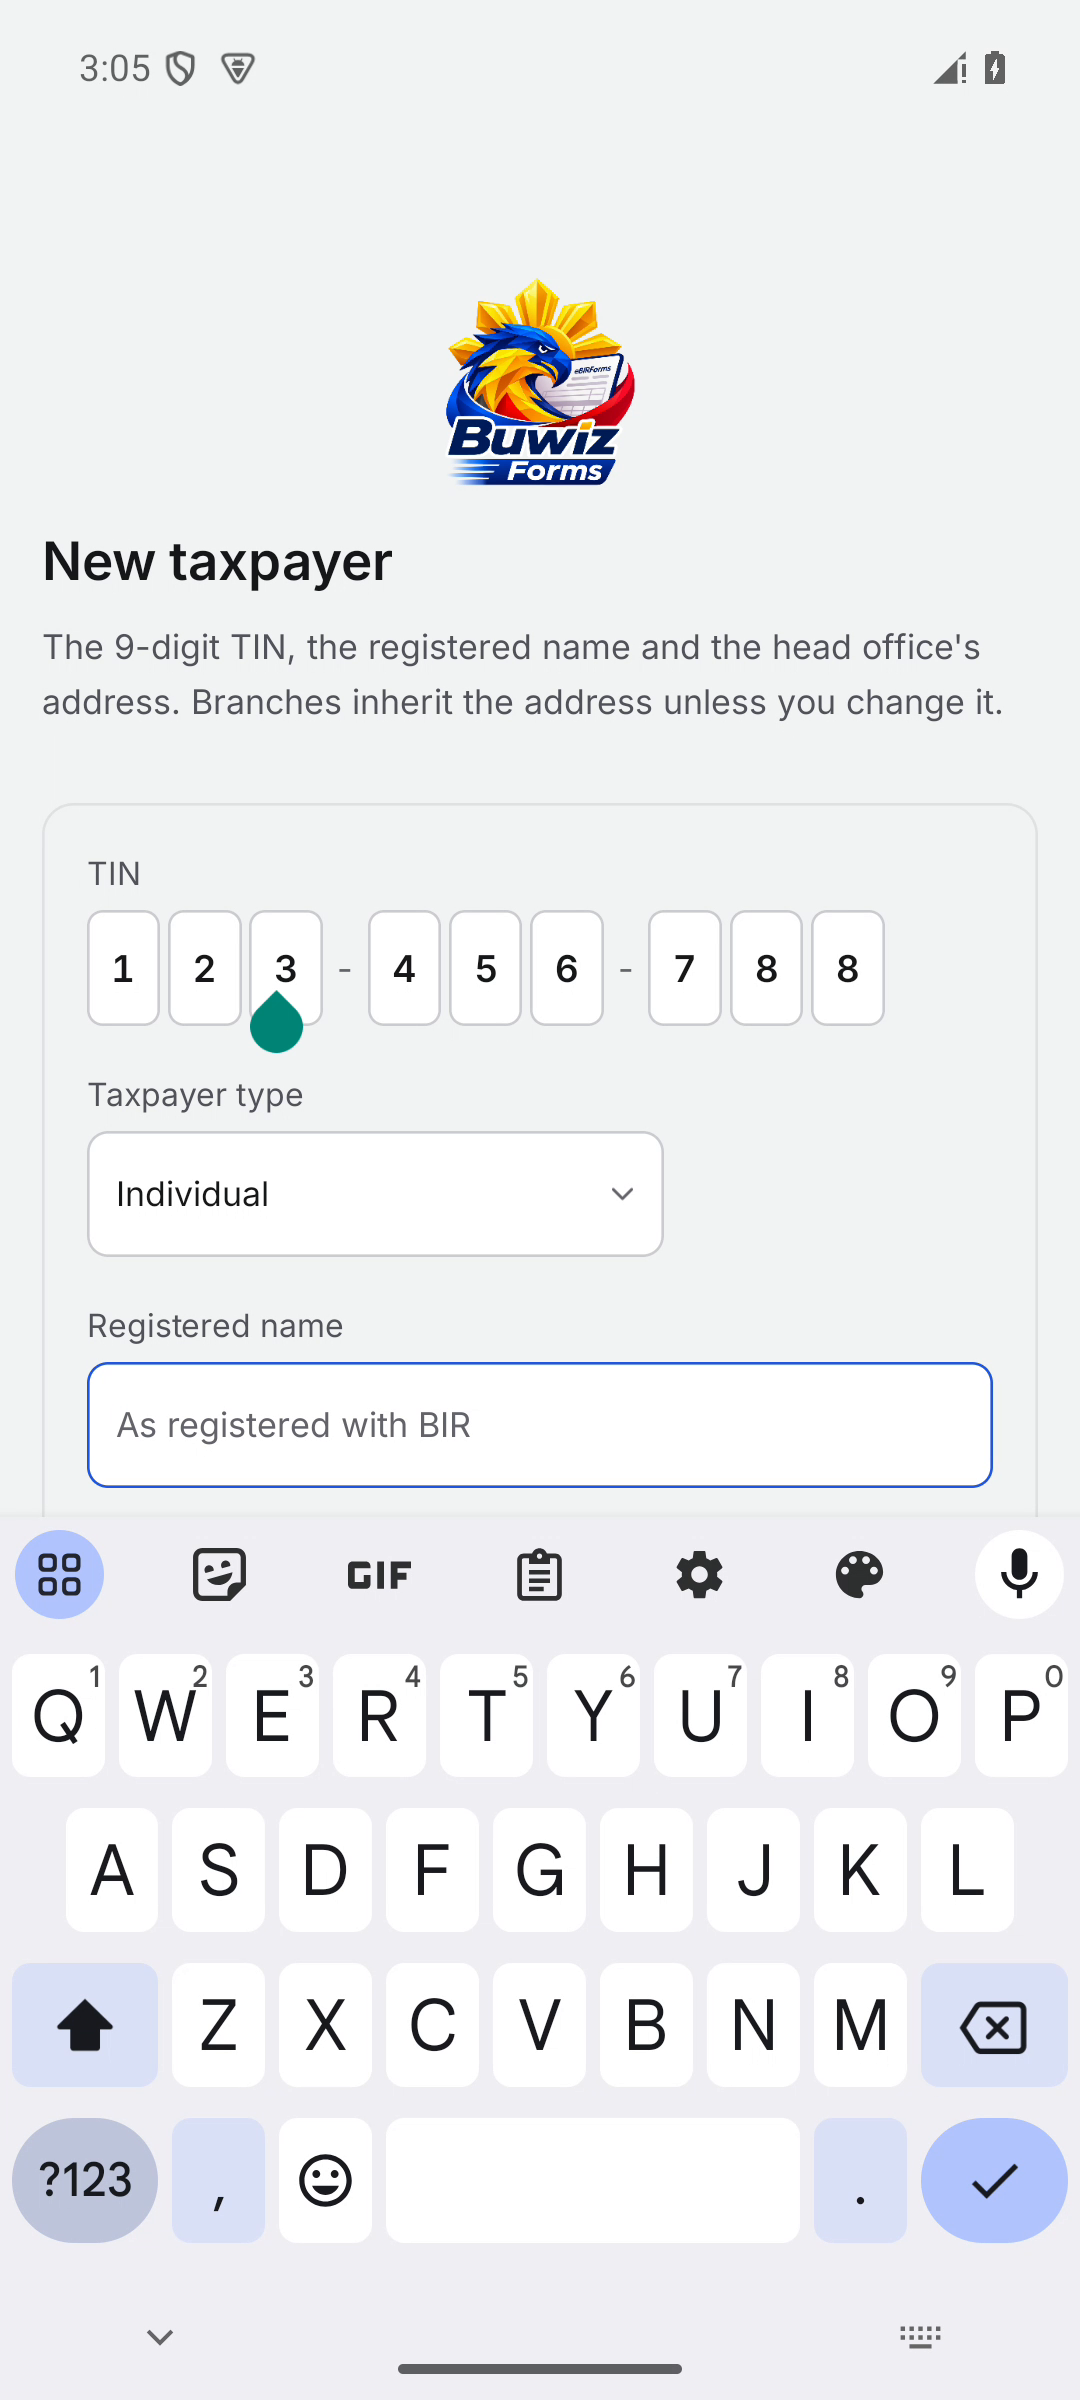 3:05
eBIRForms
Buwiz
Forms
New taxpayer
The 9-digit TIN, the registered name and the head office's
address. Branches inherit the address unless you change it.
TIN
1 2 3 - 4 5 6 - 7 8 8
Taxpayer type
Individual
Registered name
As registered with BIR
GIF
Q 1 W 2 E 3 R 4 T 5 Y 6 U 7 I 8 O 9 P 0
A S D F G H J K L
Z X C V B N M
?123 , .